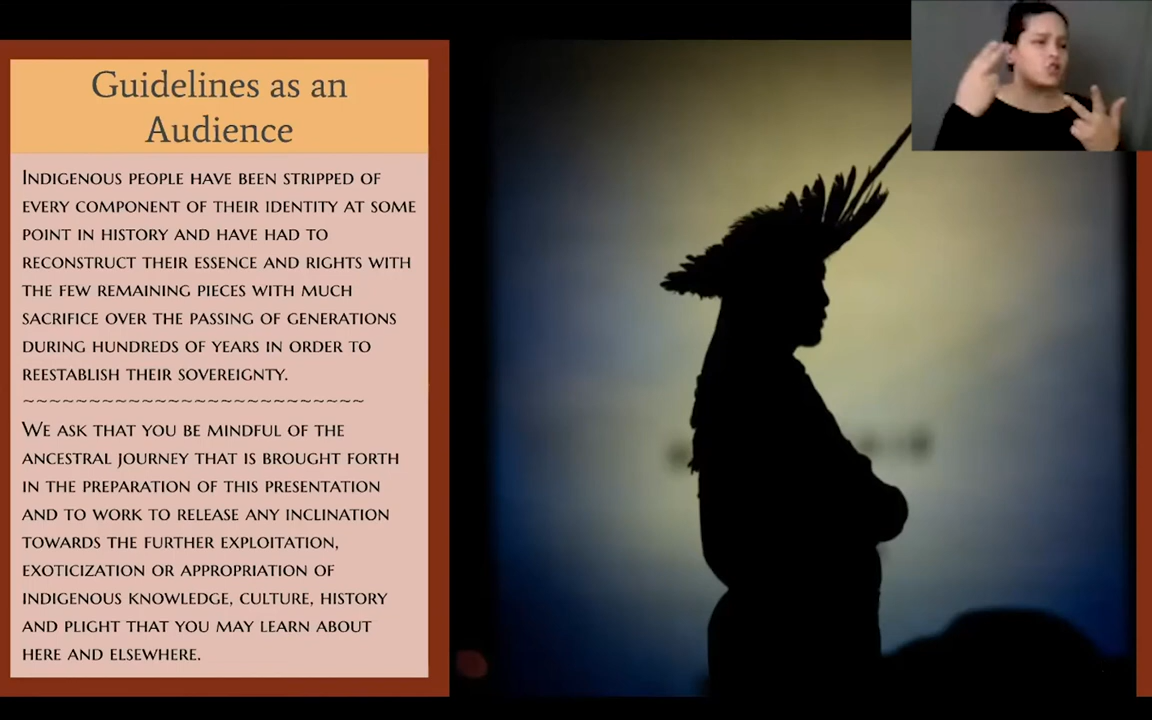 Guidelines as an
Audience
Indigenous people have been stripped of
every component of their identity at some
point in history and have had to
reconstruct their essence and rights with
the few remaining pieces with much
sacrifice over the passing of generations
during hundreds of years in order to
reestablish their sovereignty.
~~~~~~~~~~~~~~~~~~~~~~~~~~
We ask that you be mindful of the
ancestral journey that is brought forth
in the preparation of this presentation
and to work to release any inclination
towards the further exploitation,
exoticization or appropriation of
indigenous knowledge, culture, history
and plight that you may learn about
here and elsewhere.